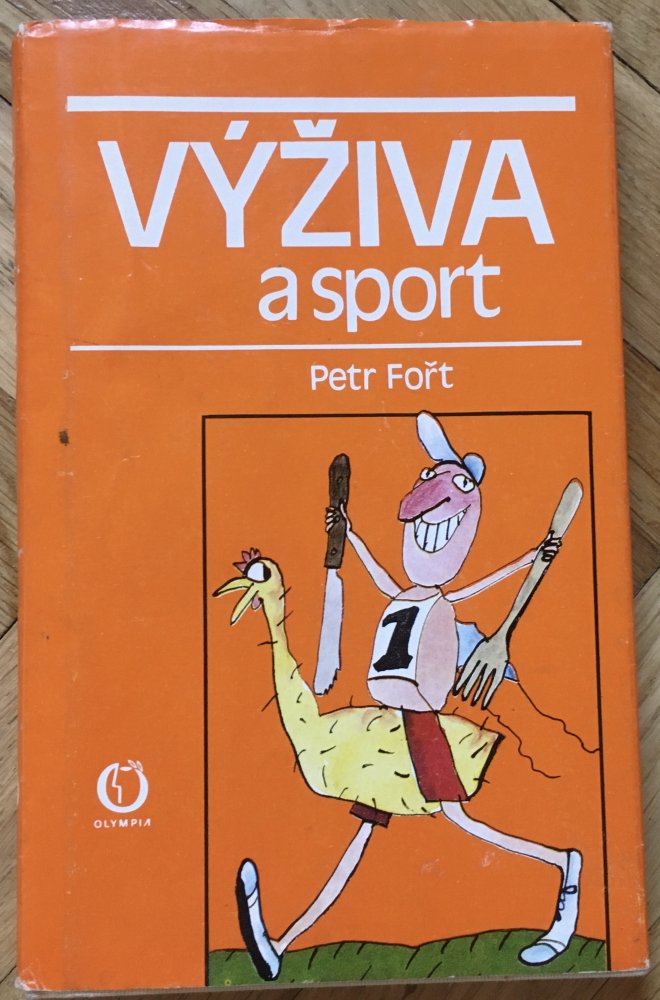 VÝŽIVA
a sport
Petr Fořt
1
OLYMPIA